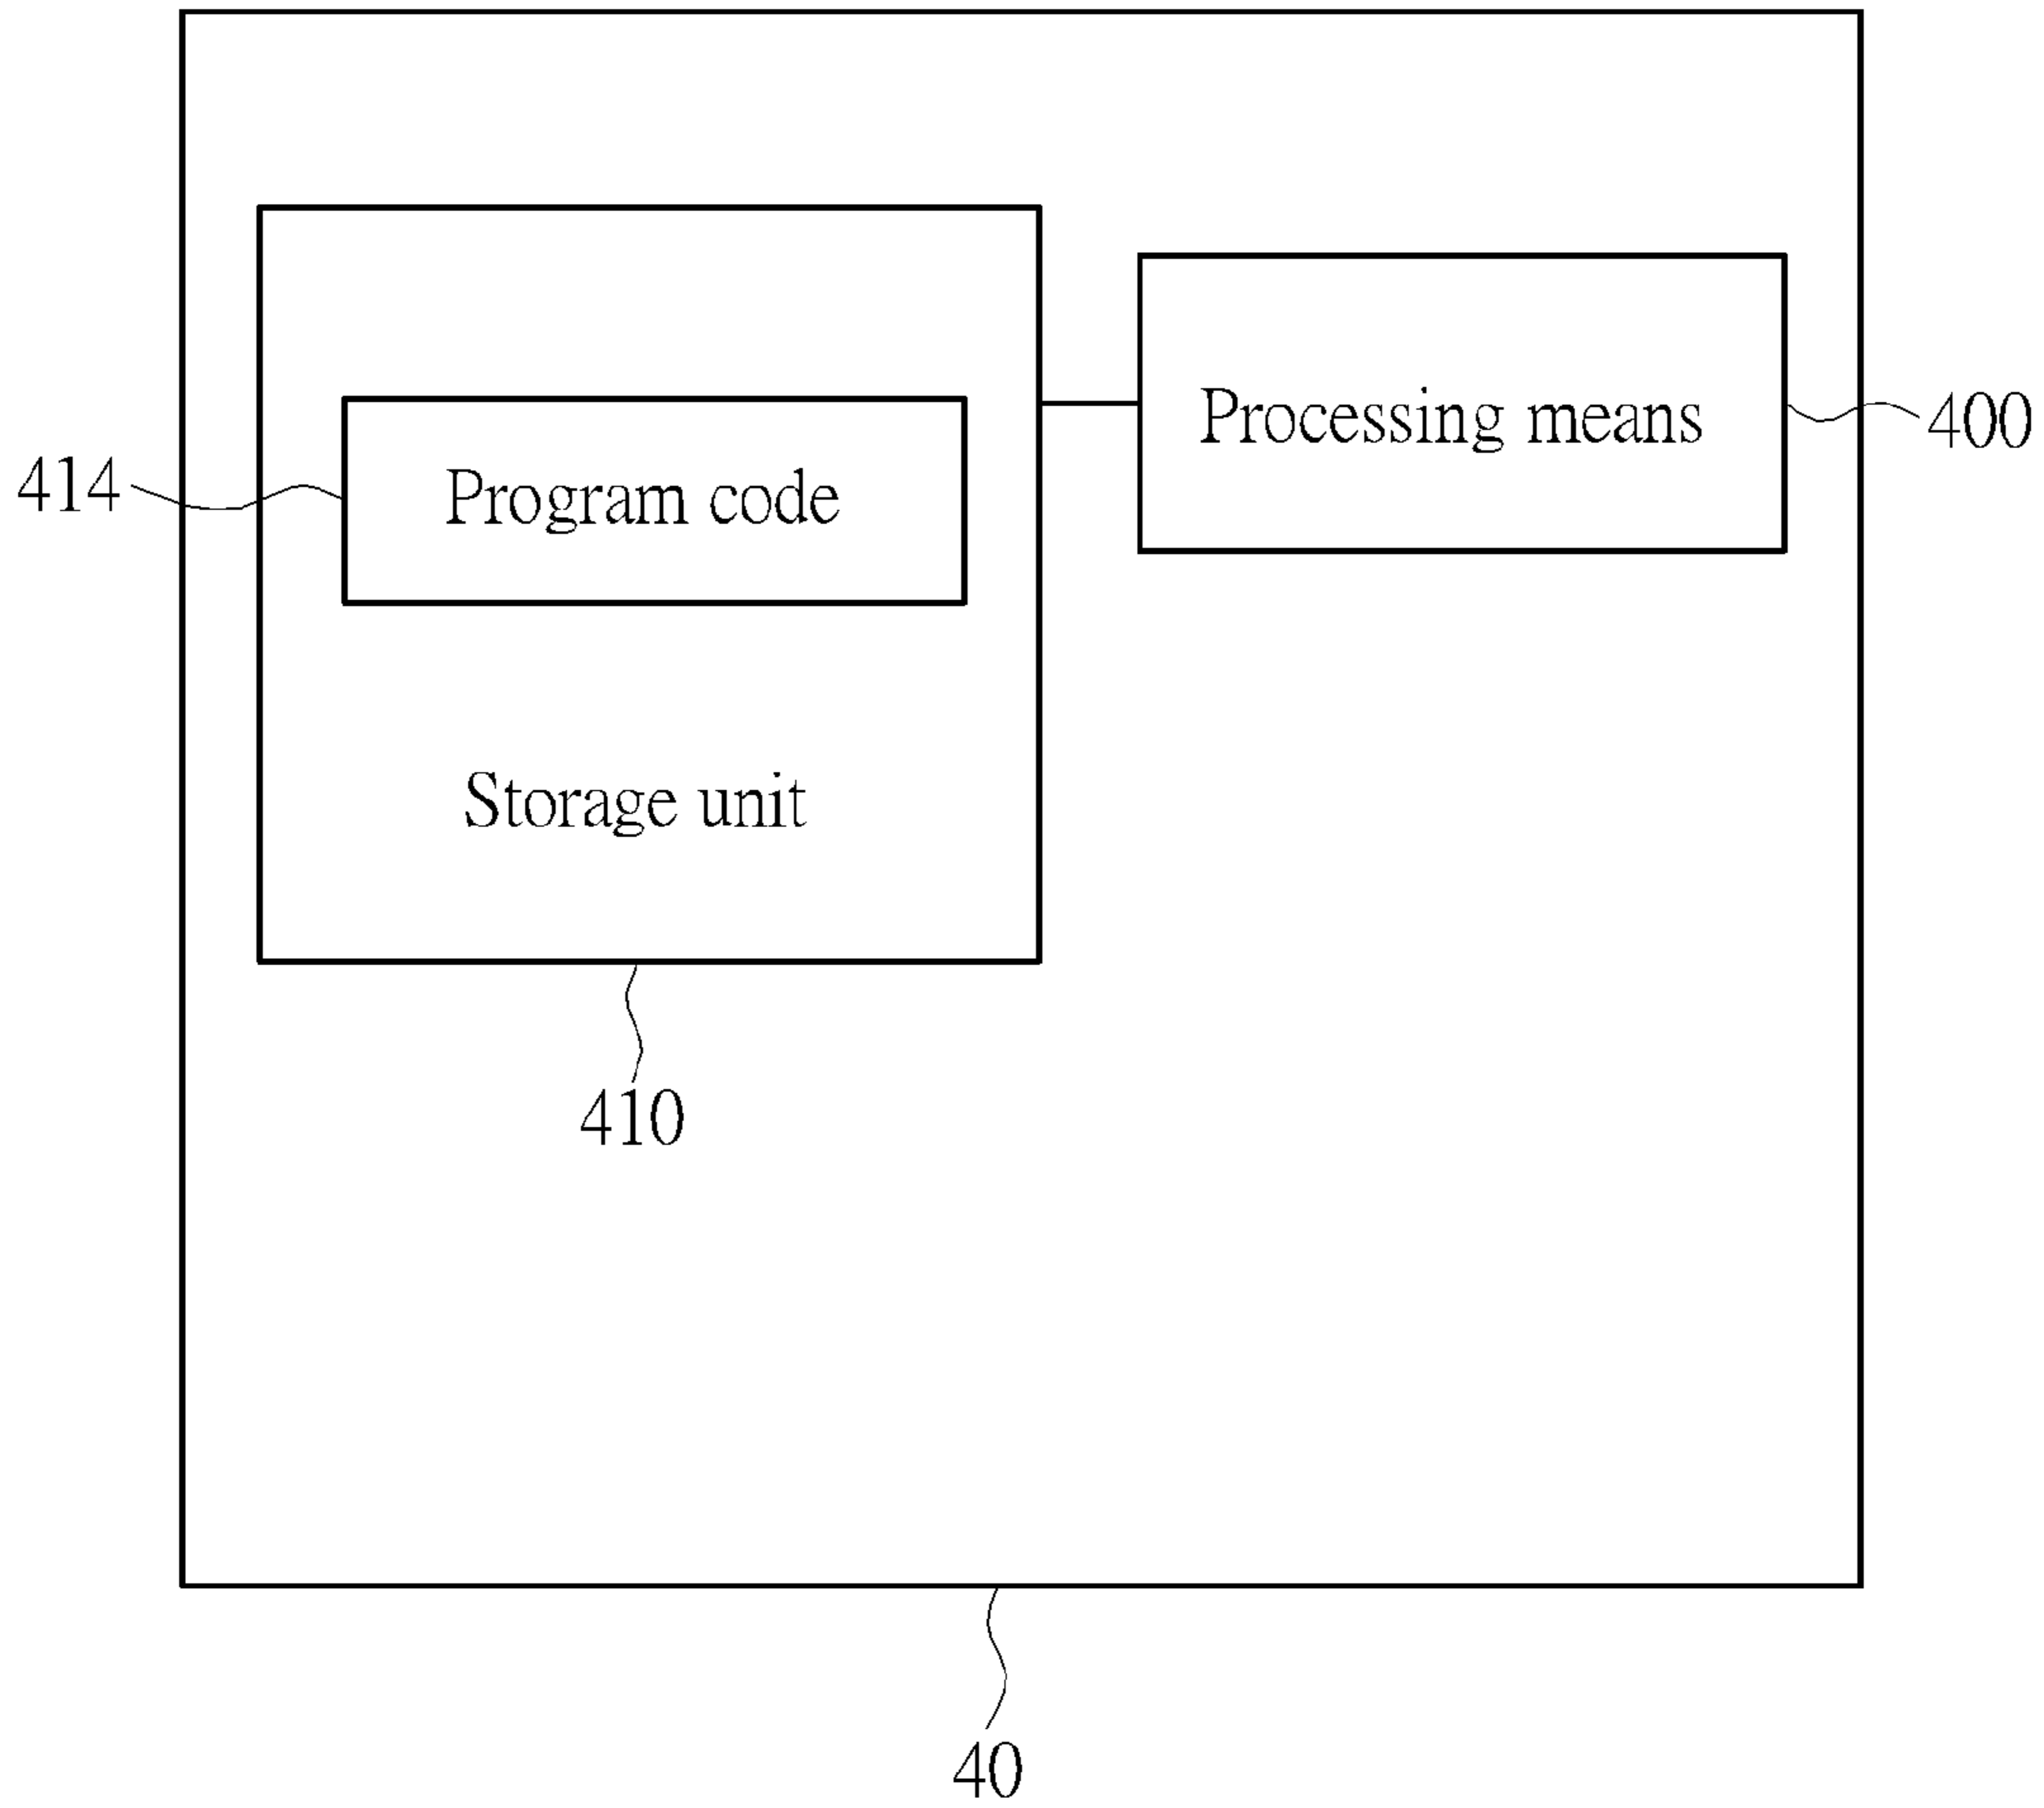 Processing means
400
414
Program code
Storage unit
410
40